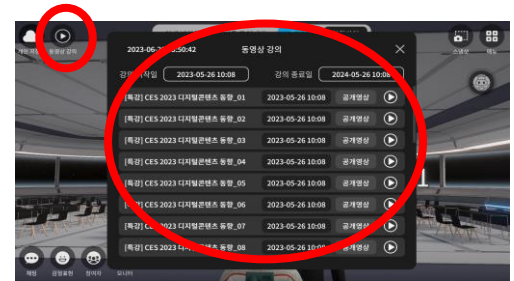 동영상 강의
동영상 강의
강의 종료일
2023-05-26 10:08
2024-05-26 10:08
[특강] CES 2023 디지털콘텐츠 동향_01 2023-05-26 10:08 공개영상
[특강] CES 2023 디지털콘텐츠 동향_02 2023-05-26 10:08 공개영상
[특강] CES 2023 디지털콘텐츠 동향_03 2023-05-26 10:08 공개영상
[특강] CES 2023 디지털콘텐츠 동향_04 2023-05-26 10:08 공개영상
[특강] CES 2023 디지털콘텐츠 동향_05 2023-05-26 10:08 공개영상
[특강] CES 2023 디지털콘텐츠 동향_06 2023-05-26 10:08 공개영상
[특강] CES 2023 디지털콘텐츠 동향_07 2023-05-26 10:08 공개영상
[특강] CES 2023 디지털콘텐츠 동향_08 2023-05-26 10:08 공개영상
스냅샷
메뉴
채팅 감정표현 참여자 모니터